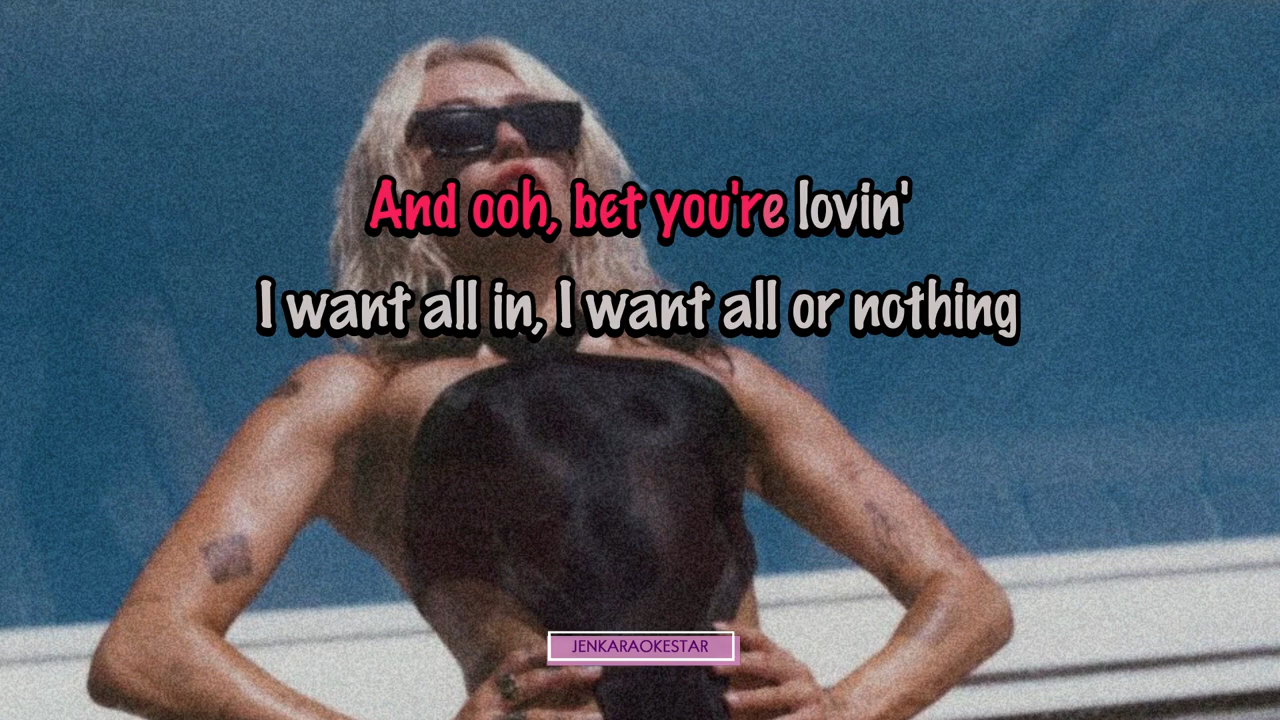 And ooh, bet you're lovin'
I want all in, I want all or nothing
JENKARAOKESTAR